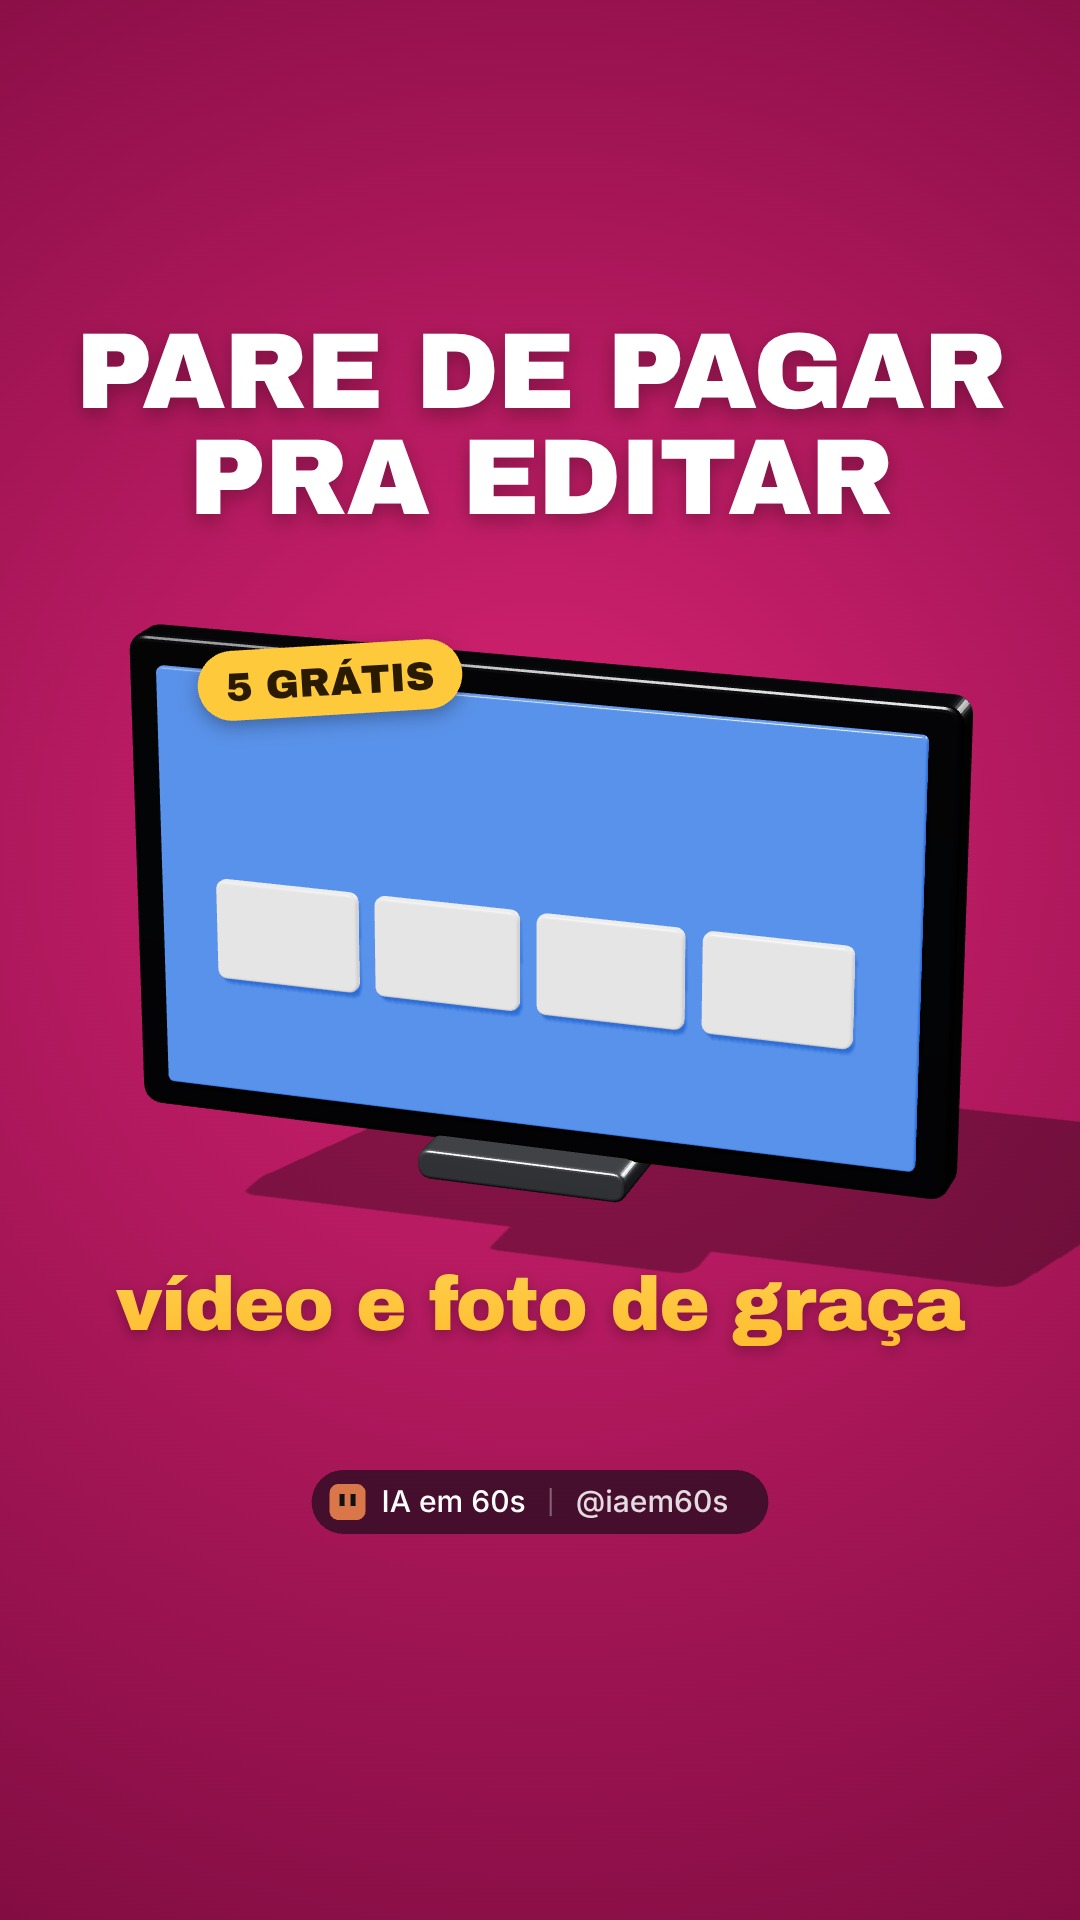 PARE DE PAGAR
PRA EDITAR
5 GRÁTIS
vídeo e foto de graça
IA em 60s | @iaem60s